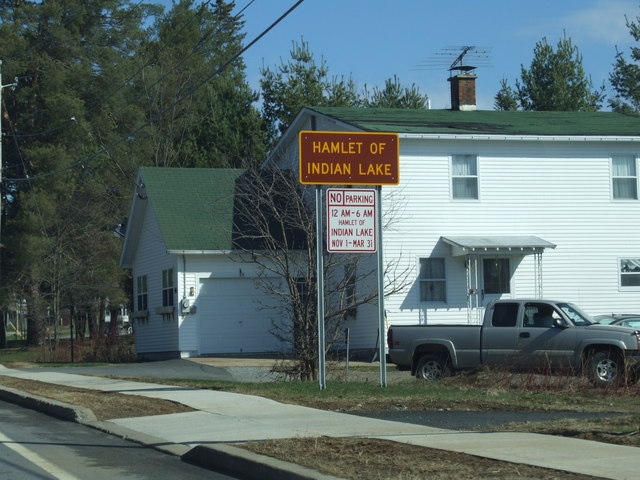 HAMLET OF
INDIAN LAKE
NO PARKING
12 AM-6 AM
HAMLET OF
INDIAN LAKE
NOV 1-MAR 31